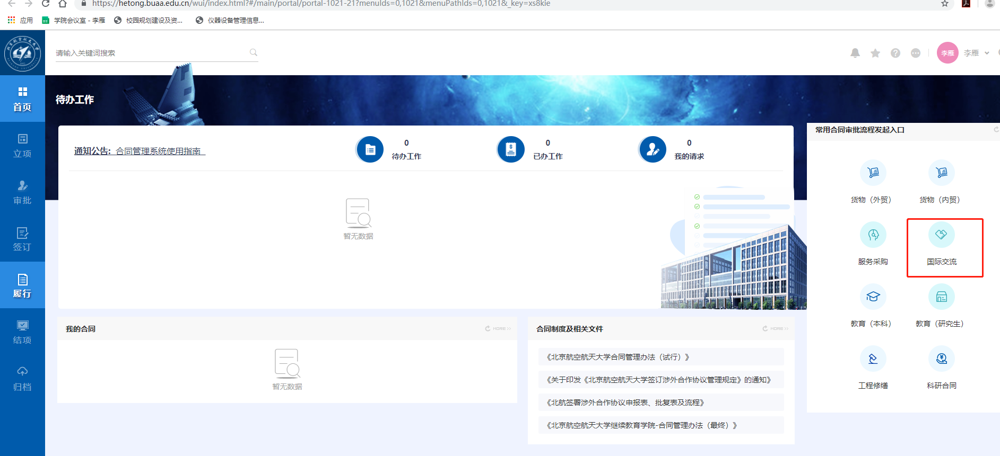 https://hetong.buaa.edu.cn/wui/index.html?#/main/portal/portal-1021-21?menuIds=0,1021&menuPathIds=0,1021&_key=xs8kie
应用 学院会议室 - 李雁 校园规划建设及资... 仪器设备管理信息...
请输入关键词搜索
李雁 李雁
首页
立项
审批
签订
履行
结项
归档
待办工作
通知公告: 合同管理系统使用指南
0
待办工作
0
已办工作
0
我的请求
暂无数据
我的合同 MORE >>
暂无数据
合同制度及相关文件 MORE >>
《北京航空航天大学合同管理办法（试行）》
《关于印发《北京航空航天大学签订涉外合作协议管理规定》的通知》
《北航签署涉外合作协议申报表、批复表及流程》
《北京航空航天大学继续教育学院-合同管理办法（最终）》
常用合同审批流程发起入口
货物（外贸） 货物（内贸）
服务采购 国际交流
教育（本科） 教育（研究生）
工程修缮 科研合同